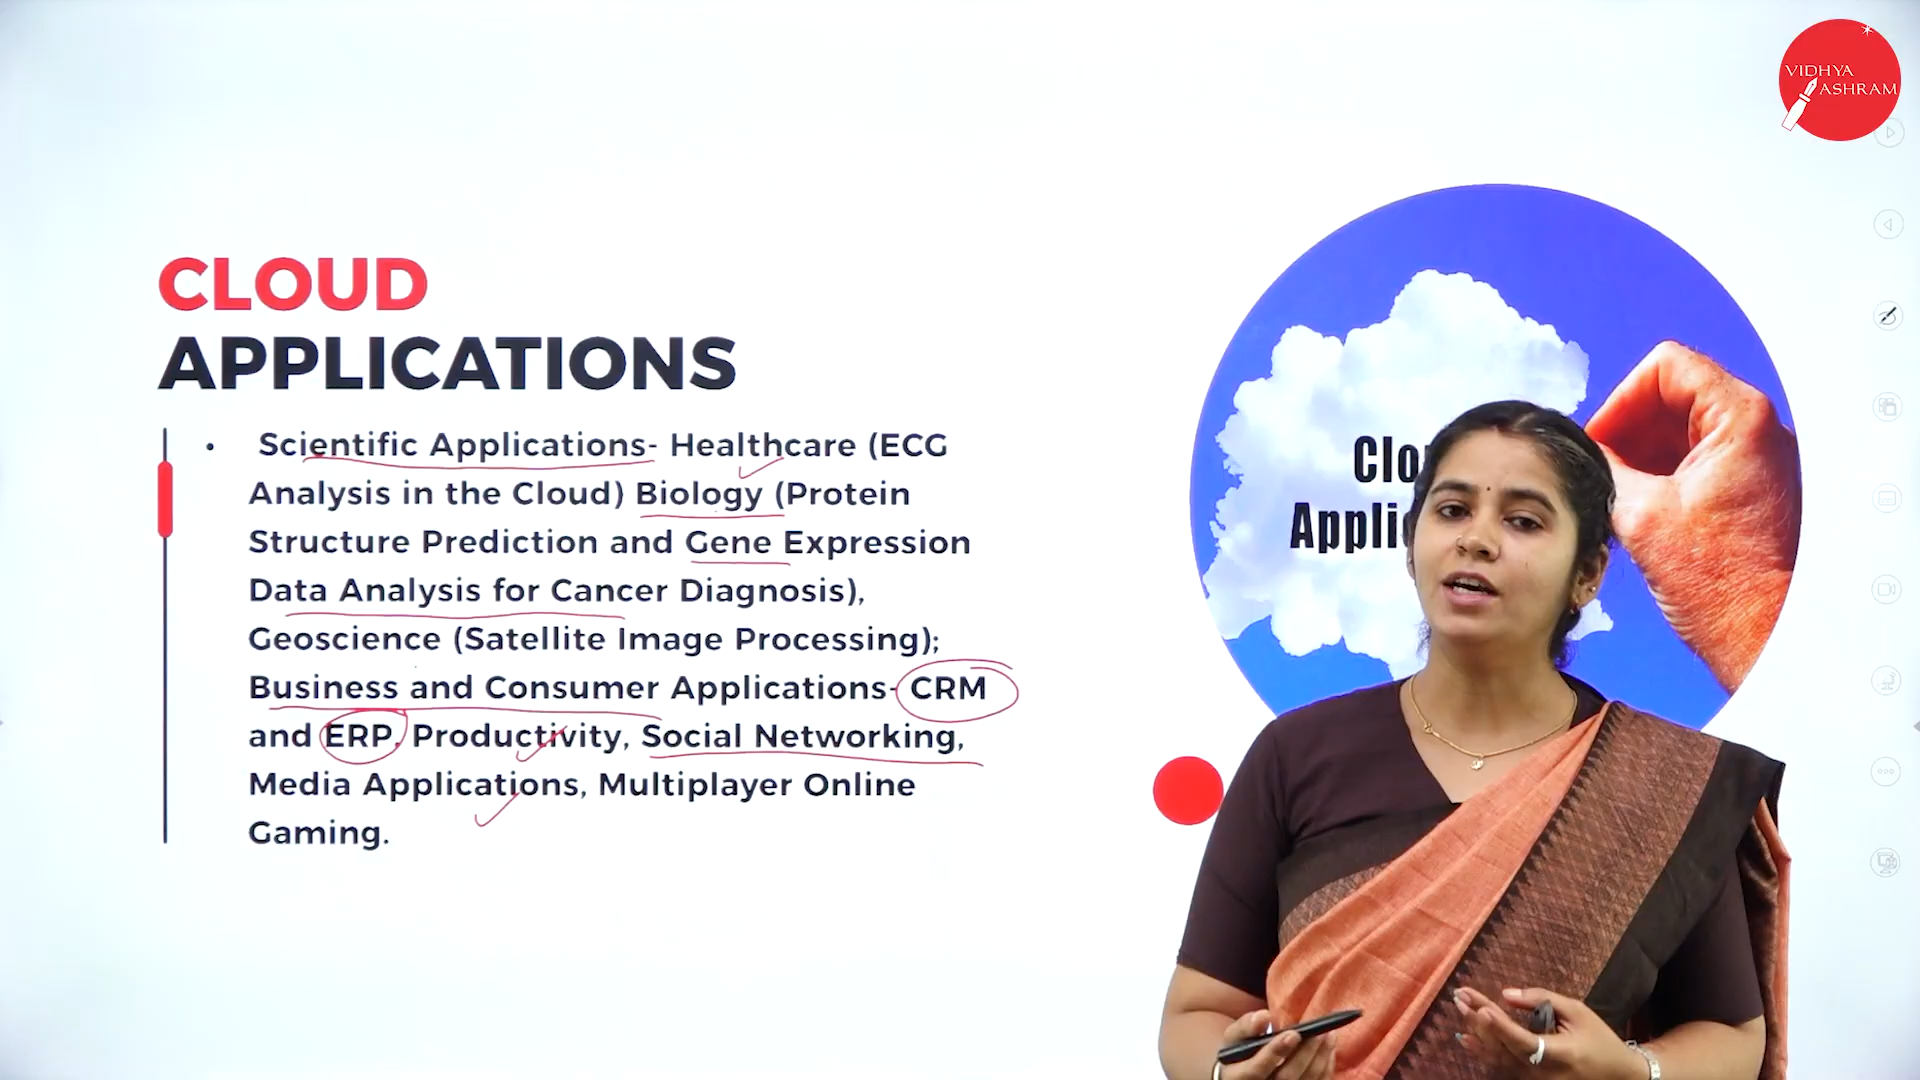 VIDHYA
ASHRAM
CLOUD
APPLICATIONS
• Scientific Applications- Healthcare (ECG
Analysis in the Cloud) Biology (Protein
Structure Prediction and Gene Expression
Data Analysis for Cancer Diagnosis),
Geoscience (Satellite Image Processing);
Business and Consumer Applications- CRM
and ERP, Productivity, Social Networking,
Media Applications, Multiplayer Online
Gaming.